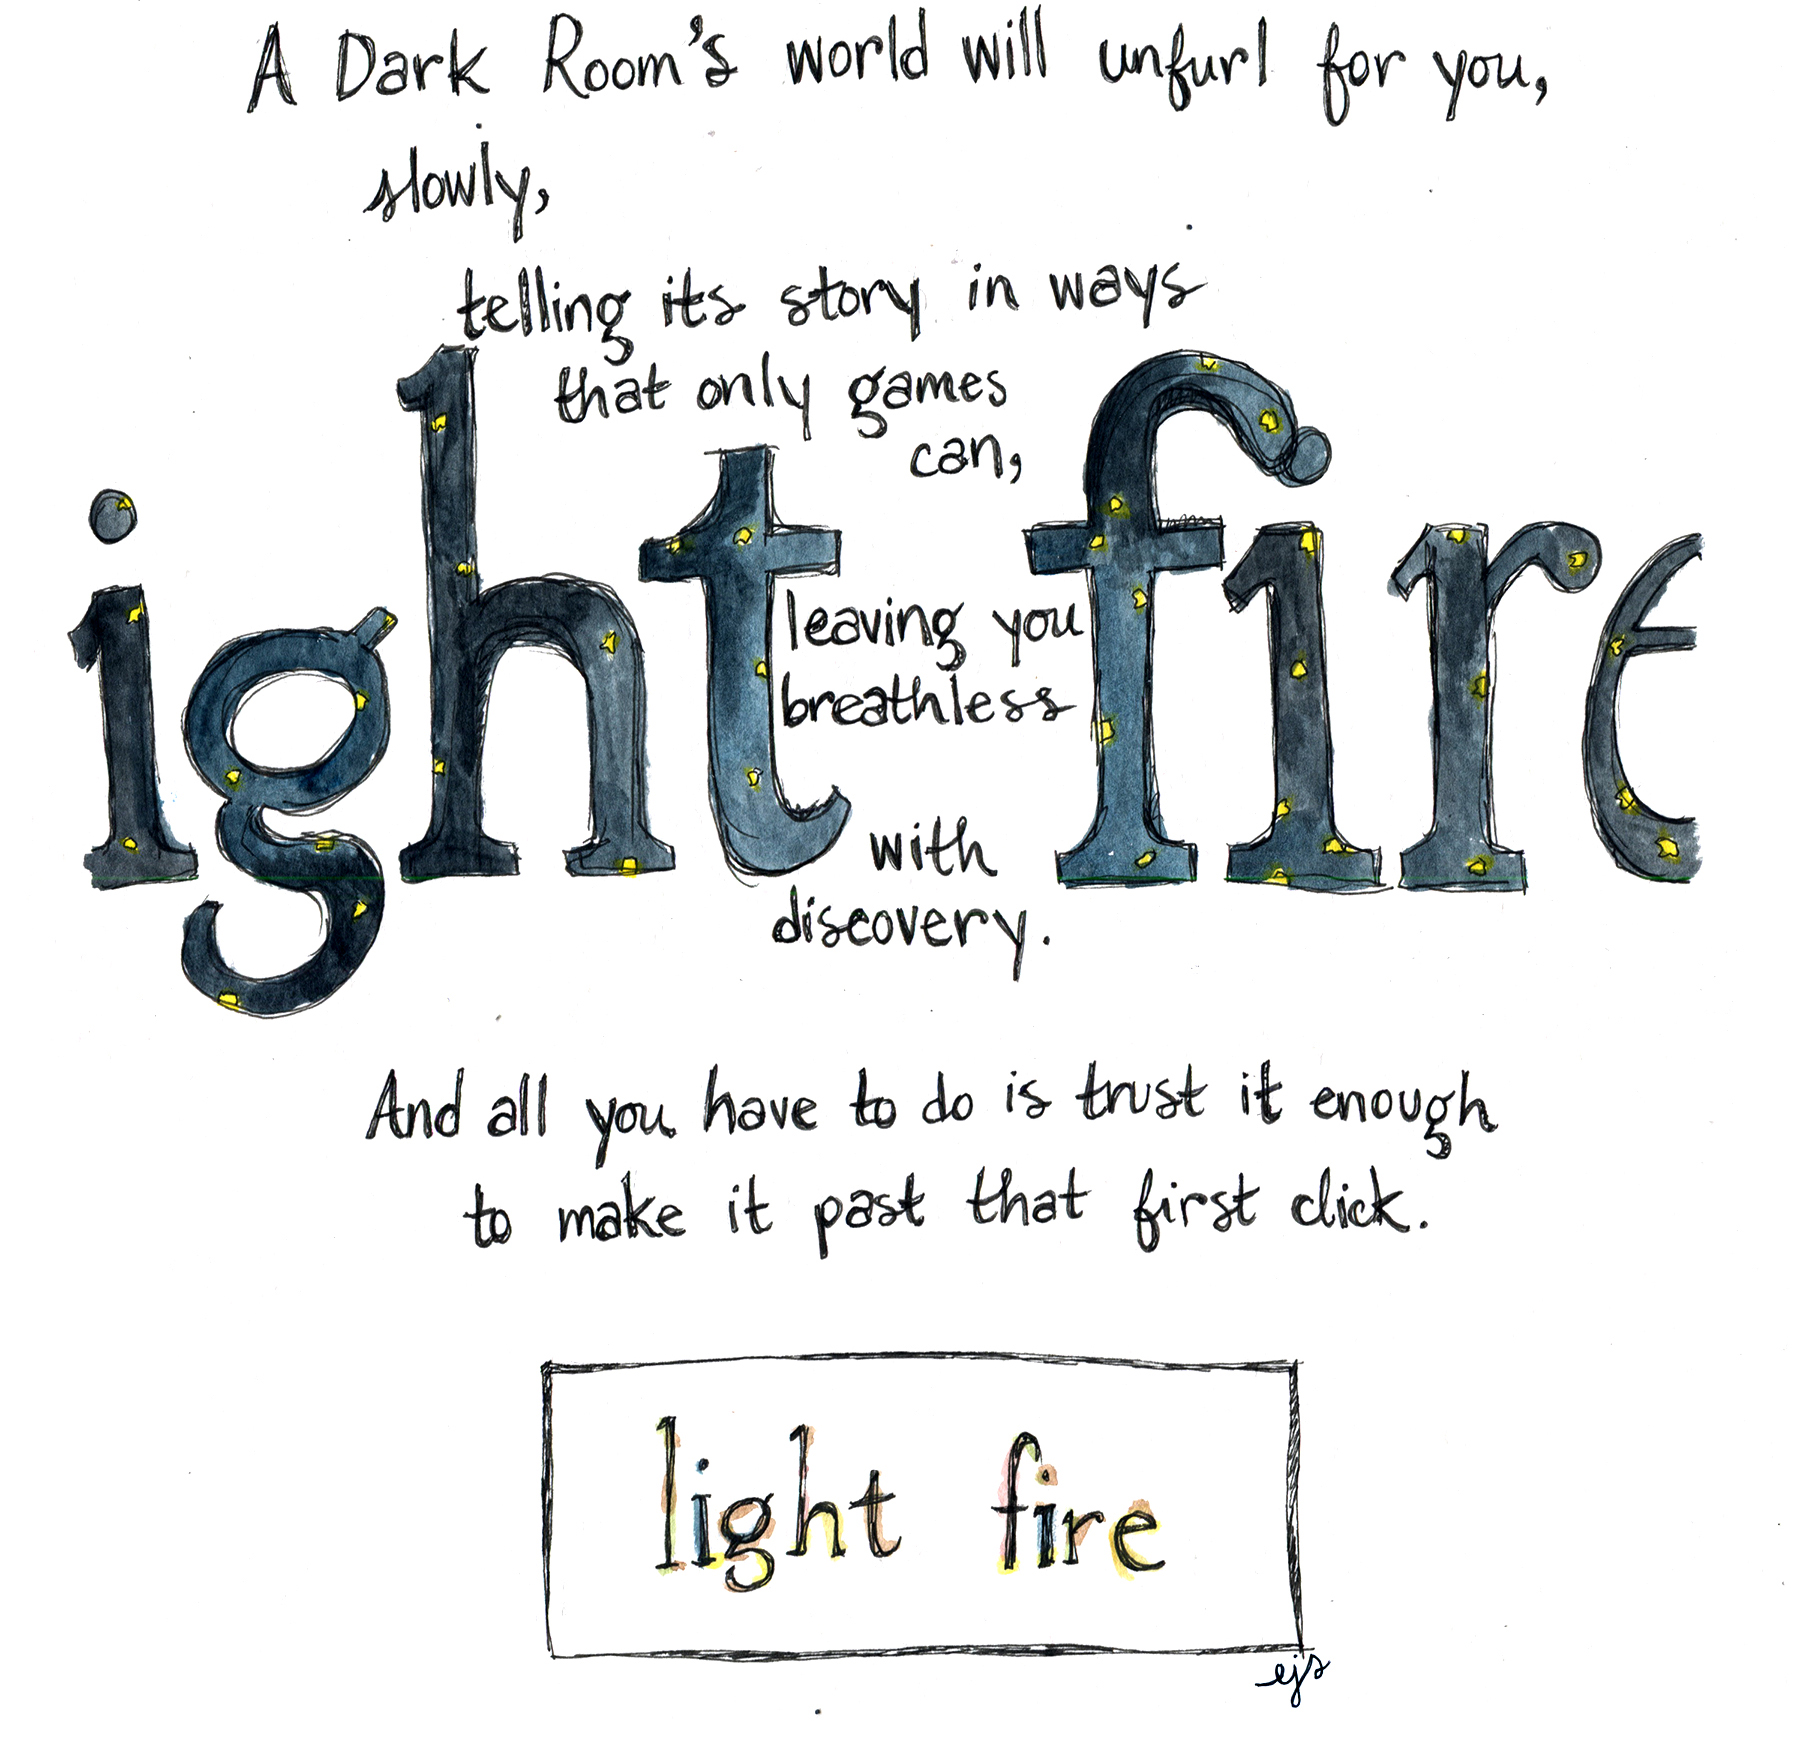 A Dark Room's world will unfurl for you,
slowly,
telling its story in ways
that only games
can,
ight fire
leaving you
breathless
with
discovery.
And all you have to do is trust it enough
to make it past that first click.
light fire
ejs